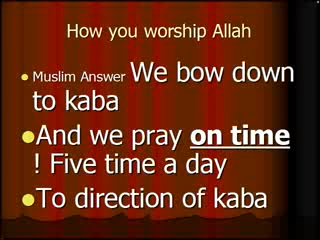 How you worship Allah
Muslim Answer We bow down
to kaba
And we pray on time
! Five time a day
To direction of kaba